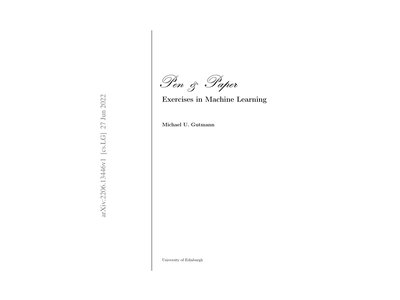 arXiv:2206.13446v1 [cs.LG] 27 Jun 2022
Pen & Paper
Exercises in Machine Learning
Michael U. Gutmann
University of Edinburgh